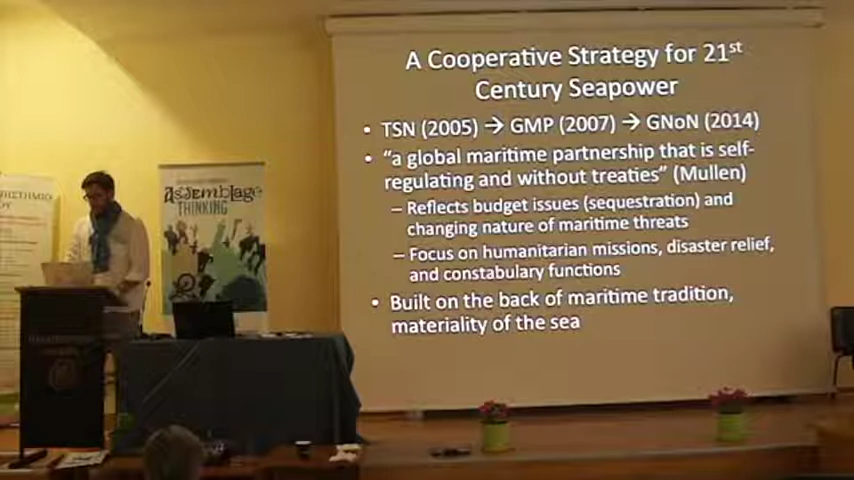 A Cooperative Strategy for 21st
Century Seapower
• TSN (2005) → GMP (2007) → GNoN (2014)
• “a global maritime partnership that is self-
regulating and without treaties” (Mullen)
– Reflects budget issues (sequestration) and
changing nature of maritime threats
– Focus on humanitarian missions, disaster relief,
and constabulary functions
• Built on the back of maritime tradition,
materiality of the sea
Assemblage
THINKING